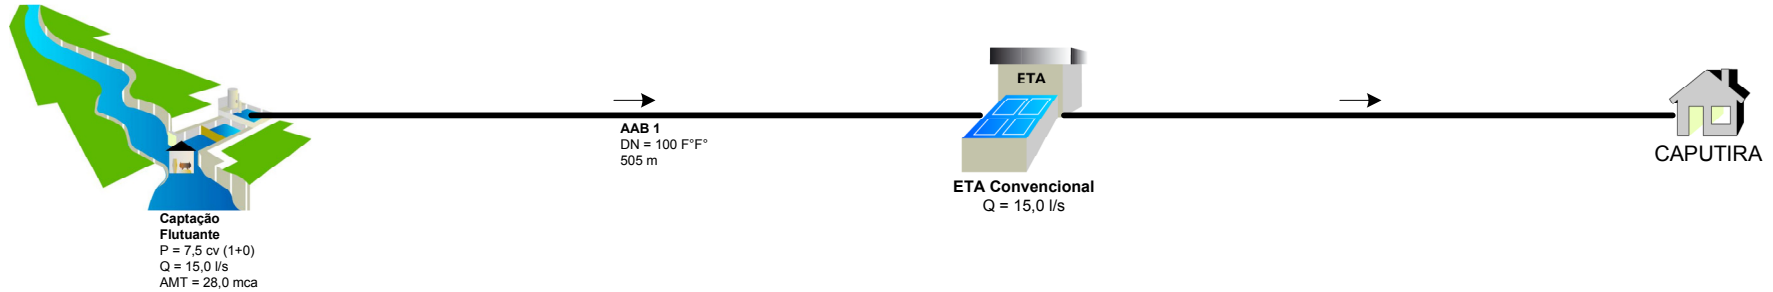 ETA
AAB 1
DN = 100 F°F°
505 m
CAPUTIRA
ETA Convencional
Q = 15,0 l/s
Captação
Flutuante
P = 7,5 cv (1+0)
Q = 15,0 l/s
AMT = 28,0 mca